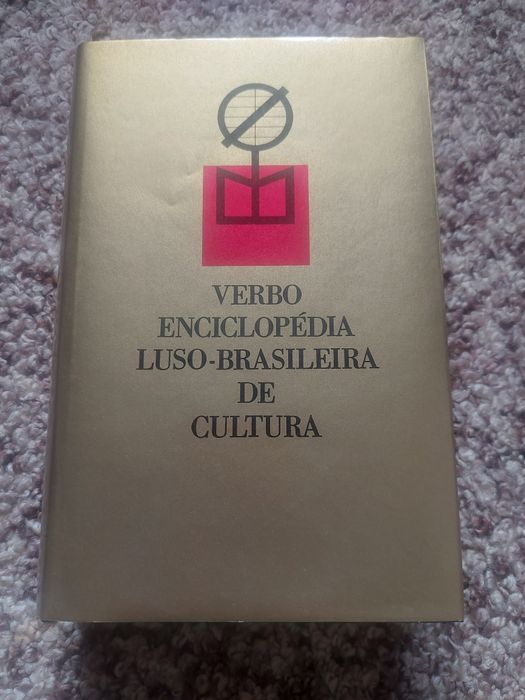 VERBO
ENCICLOPÉDIA
LUSO-BRASILEIRA
DE
CULTURA